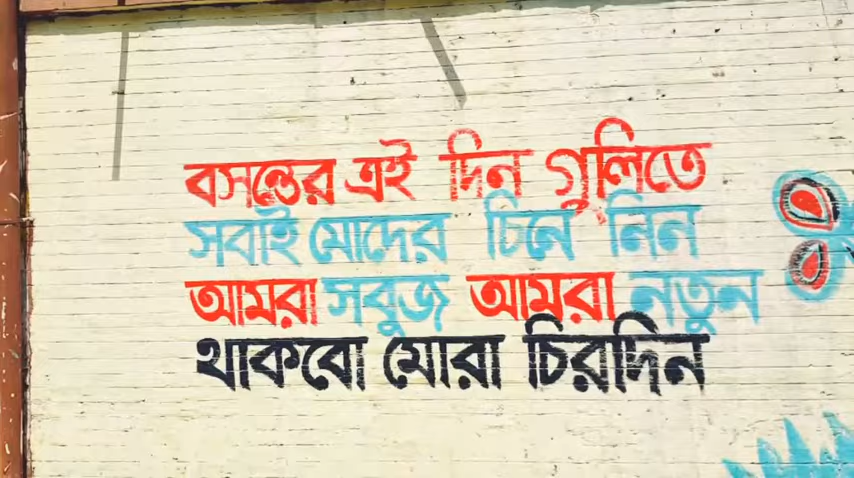 বসন্তের এই দিন গুলিতে
সবাই মোদের চিনে নিন
আমরা সবুজ আমরা নতুন
থাকবো মোরা চিরদিন